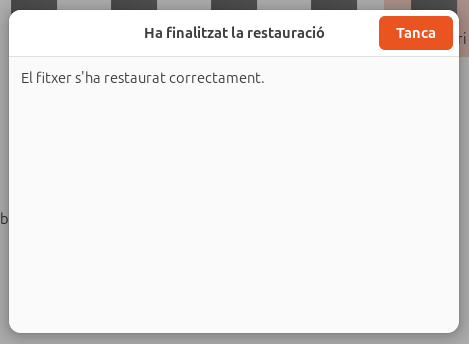 Ha finalitzat la restauració
Tanca
El fitxer s'ha restaurat correctament.